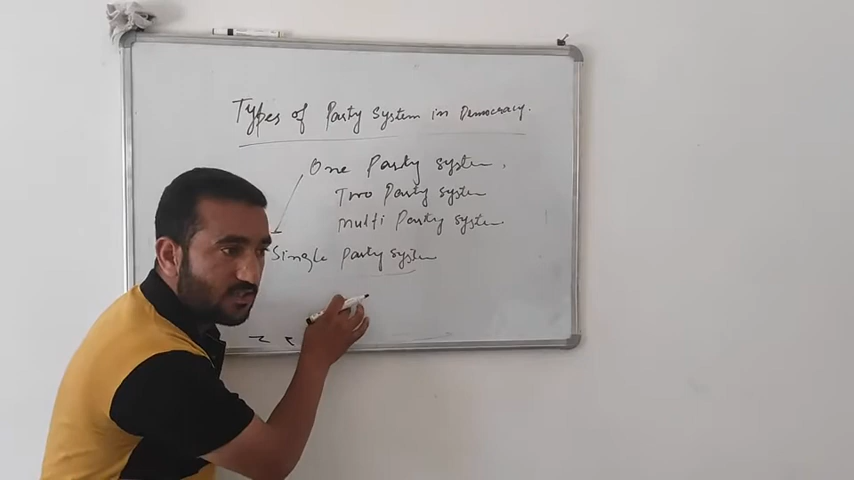 Types of Party System in Democracy.
One Party system,
Two Party system
Multi Party system.
Single Party system